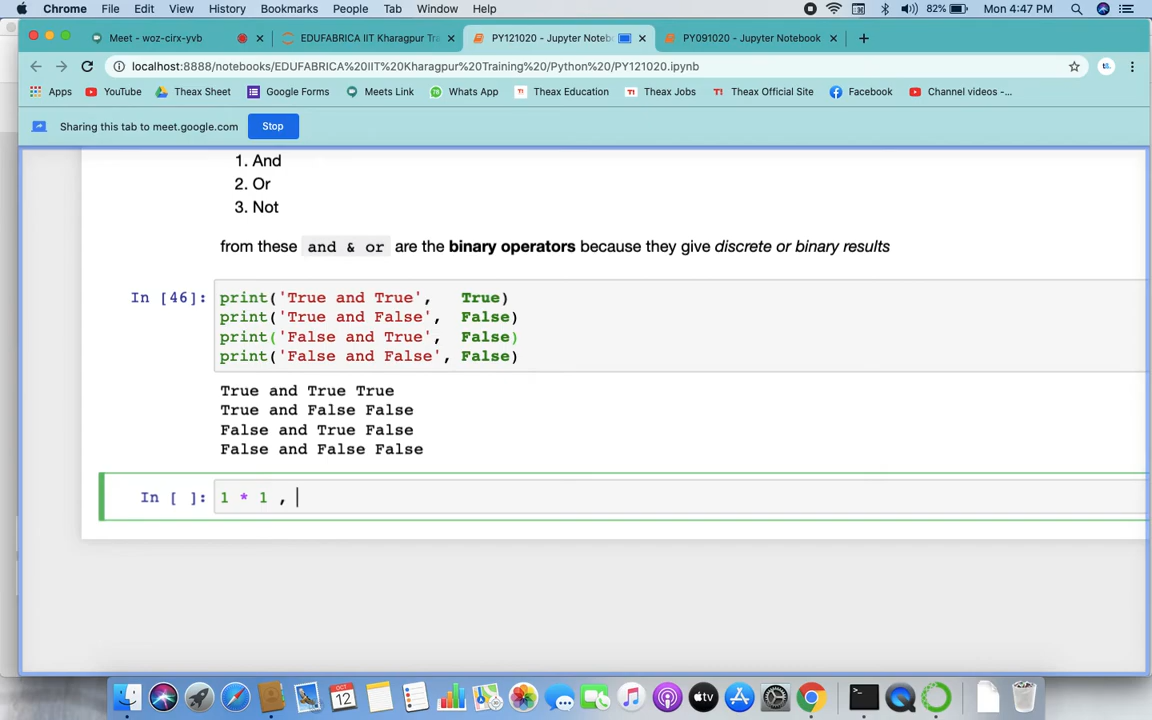 Chrome File Edit View History Bookmarks People Tab Window Help 82% Mon 4:47 PM
Meet - woz-cirx-yvb EDUFABRICA IIT Kharagpur Tra PY121020 - Jupyter Noteb PY091020 - Jupyter Notebook
localhost:8888/notebooks/EDUFABRICA%20IIT%20Kharagpur%20Training%20/Python%20/PY121020.ipynb
Apps YouTube Theax Sheet Google Forms Meets Link Whats App Theax Education Theax Jobs Theax Official Site Facebook Channel videos -...
Sharing this tab to meet.google.com Stop
1. And
2. Or
3. Not
from these and & or are the binary operators because they give discrete or binary results
In [46]: print('True and True', True)
print('True and False', False)
print('False and True', False)
print('False and False', False)
True and True True
True and False False
False and True False
False and False False
In [ ]: 1 * 1 ,